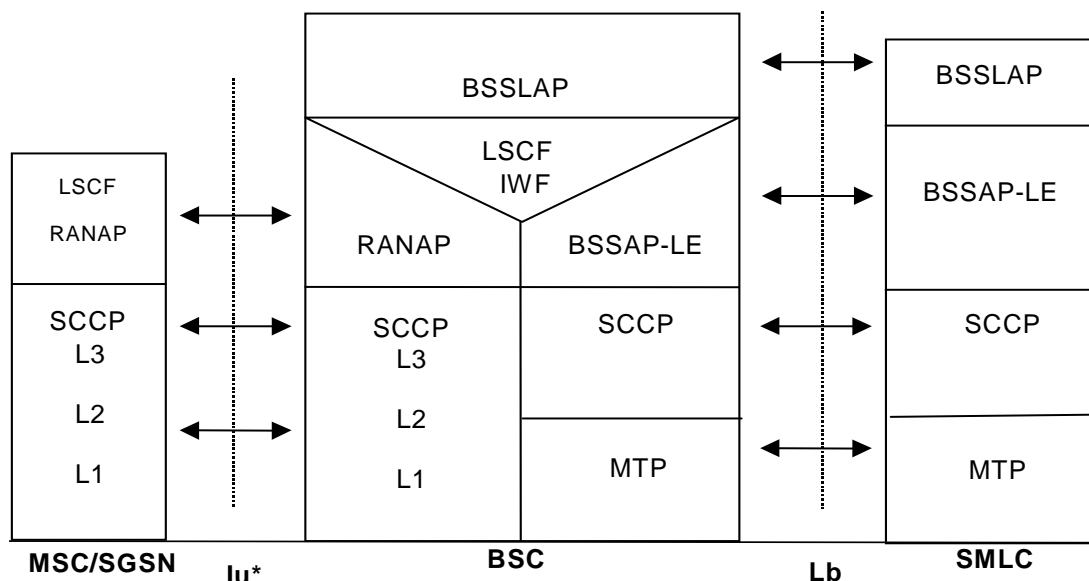 LSCF
RANAP
SCCP
L3
L2
L1
MSC/SGSN
Iu*
BSSLAP
LSCF
IWF
RANAP
BSSAP-LE
SCCP
L3
L2
L1
SCCP
MTP
BSC
Lb
BSSLAP
BSSAP-LE
SCCP
MTP
SMLC